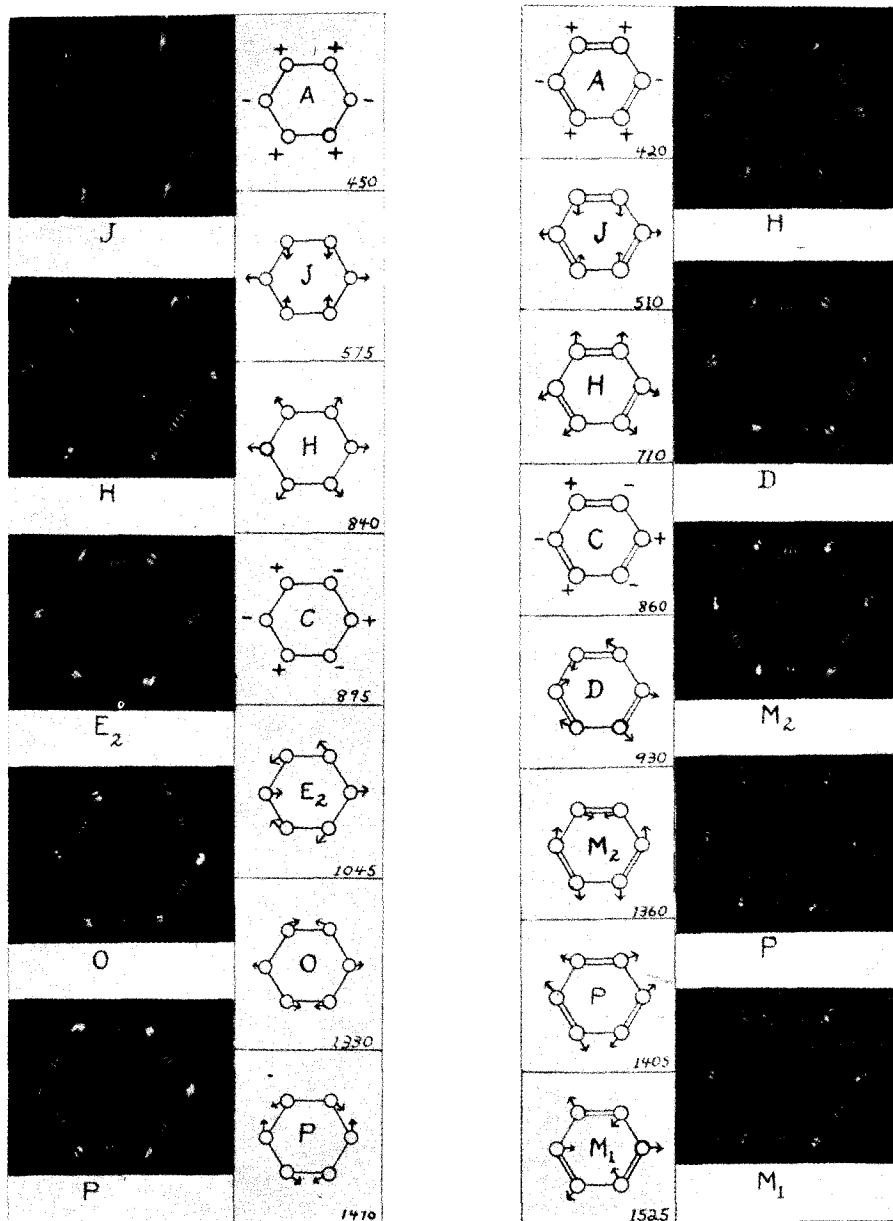 J
H
E2
O
P
+ +
- A -
+ +
450
J
575
H
840
+ -
- C +
+ -
895
E2
1045
O
1330
P
1470
+ +
- A -
+ +
420
J
510
H
710
+ -
- C +
+ -
860
D
930
M2
1360
P
1405
M1
1525
H
D
M2
P
M1